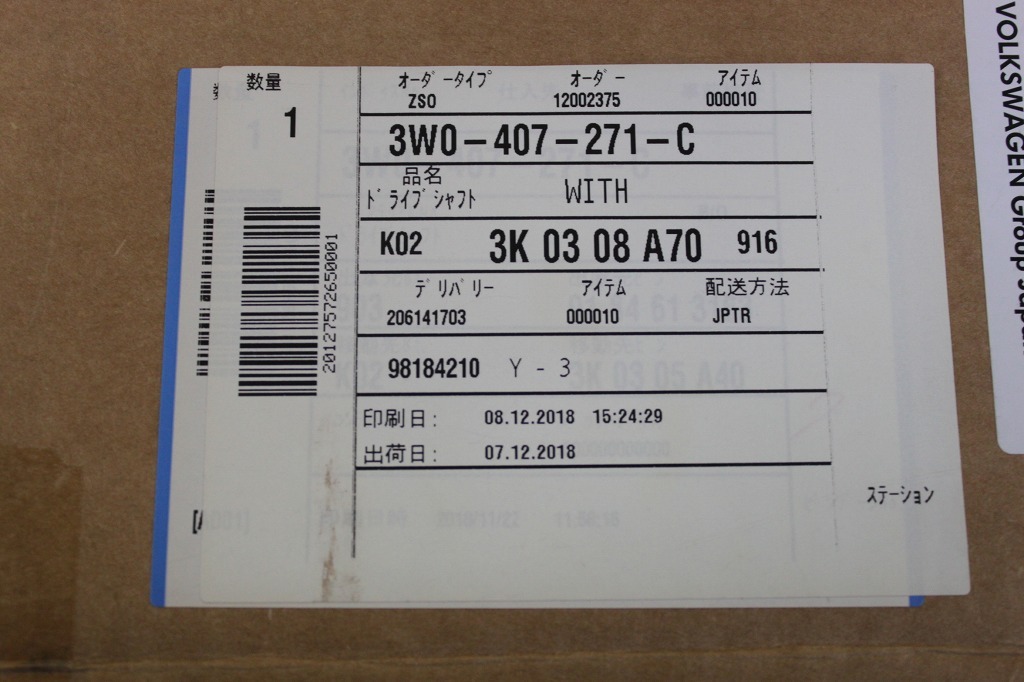 数量
1
オーダータイプ オーダー アイテム
ZSO 12002375 000010
3W0-407-271-C
品名
ドライブシャフト WITH
K02 3K 03 08 A70 916
デリバリー アイテム 配送方法
206141703 000010 JPTR
98184210 Y - 3
印刷日: 08.12.2018 15:24:29
出荷日: 07.12.2018
ステーション
20127572650001
VOLKSWAGEN Group Japan